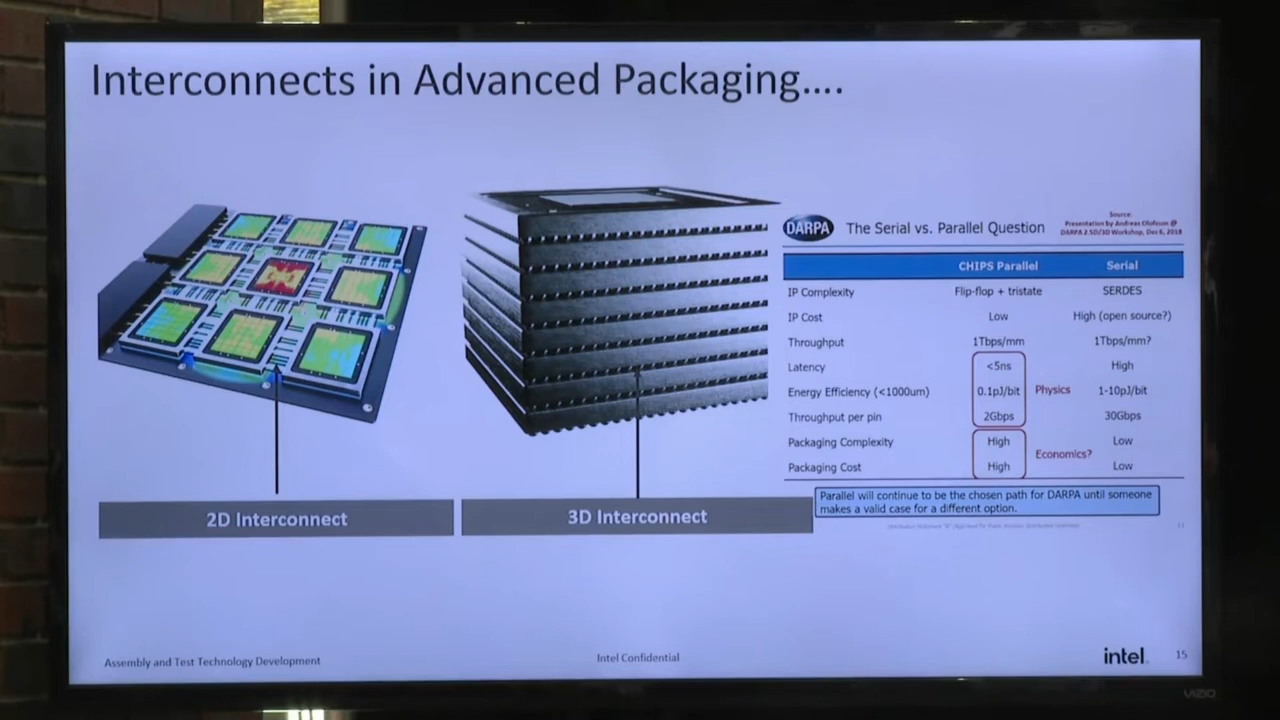 Interconnects in Advanced Packaging....
DARPA
The Serial vs. Parallel Question
Source:
Presentation by Andreas Olofsson @
DARPA 2.5D/3D Workshop, Dec 6, 2018
CHIPS Parallel Serial
IP Complexity Flip-flop + tristate SERDES
IP Cost Low High (open source?)
Throughput 1Tbps/mm 1Tbps/mm?
Latency <5ns High
Energy Efficiency (<1000um) 0.1pJ/bit Physics 1-10pJ/bit
Throughput per pin 2Gbps 30Gbps
Packaging Complexity High Low
Economics?
Packaging Cost High Low
Parallel will continue to be the chosen path for DARPA until someone
makes a valid case for a different option.
2D Interconnect
3D Interconnect
Assembly and Test Technology Development
Intel Confidential
intel.
15
VIZIO